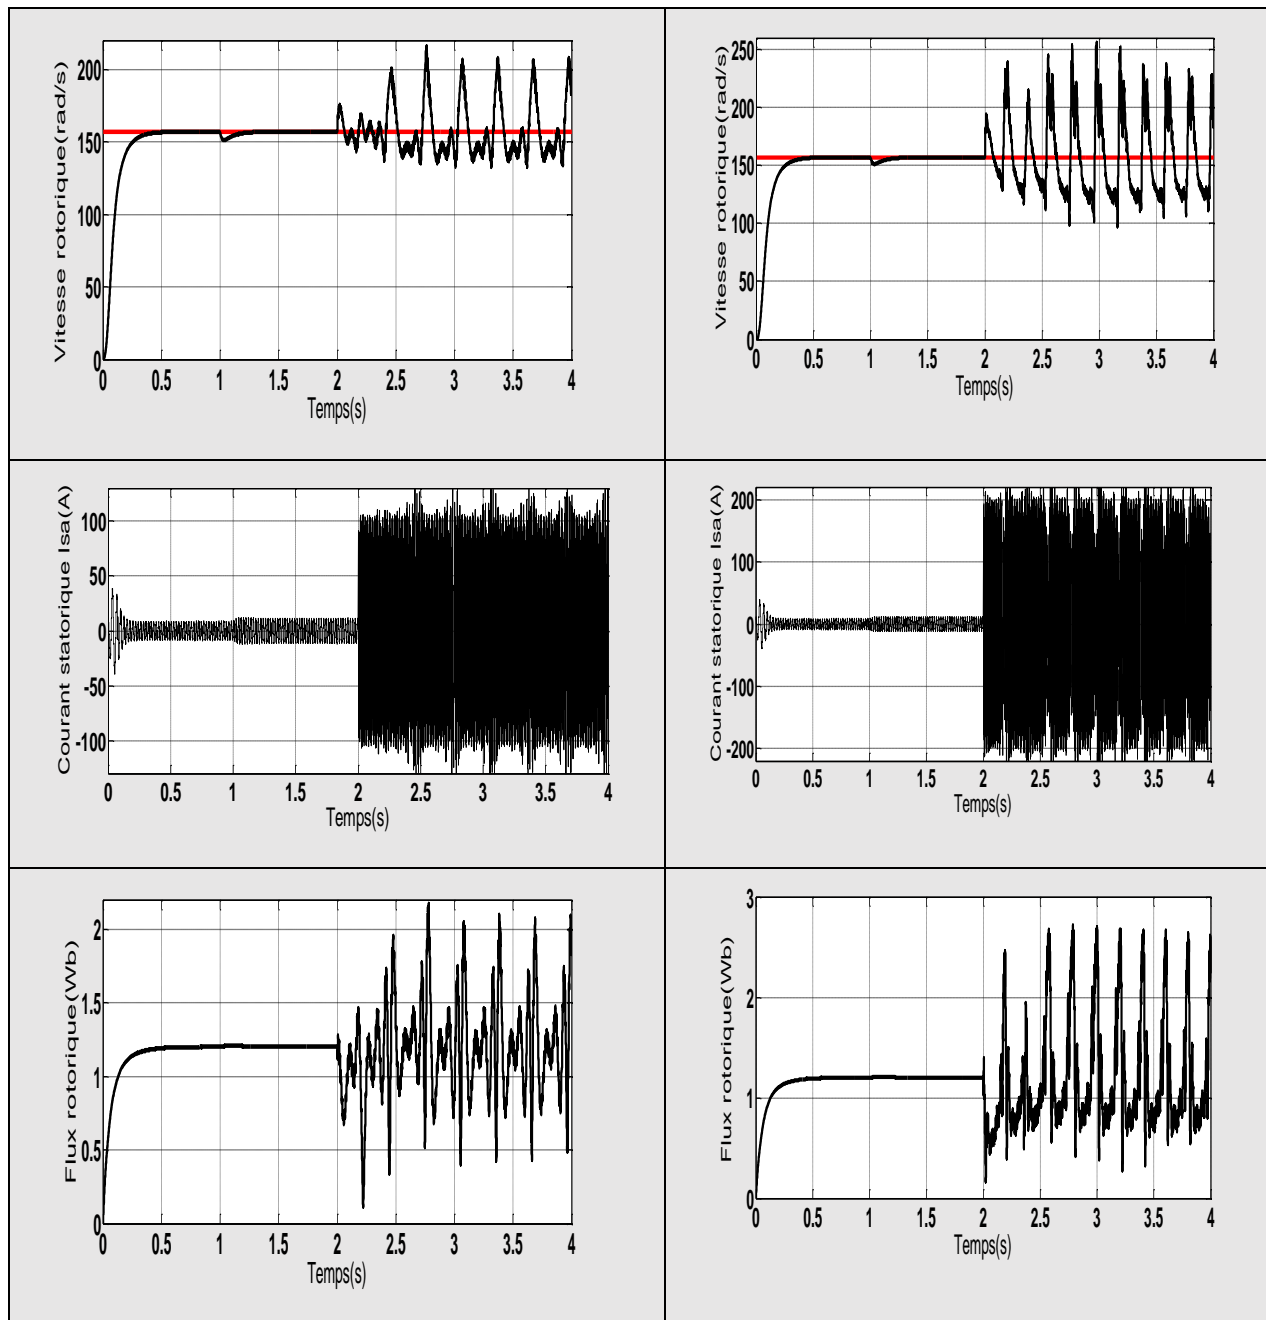 Vitesse rotorique(rad/s)
200
150
100
50
0
0 0.5 1 1.5 2 2.5 3 3.5 4
Temps(s)
Vitesse rotorique(rad/s)
250
200
150
100
50
0
0 0.5 1 1.5 2 2.5 3 3.5 4
Temps(s)
Courant statorique Isa(A)
100
50
0
-50
-100
0 0.5 1 1.5 2 2.5 3 3.5 4
Temps(s)
Courant statorique Isa(A)
200
100
0
-100
-200
0 0.5 1 1.5 2 2.5 3 3.5 4
Temps(s)
Flux rotorique(Wb)
2
1.5
1
0.5
0
0 0.5 1 1.5 2 2.5 3 3.5 4
Temps(s)
Flux rotorique(Wb)
3
2
1
0
0 0.5 1 1.5 2 2.5 3 3.5 4
Temps(s)